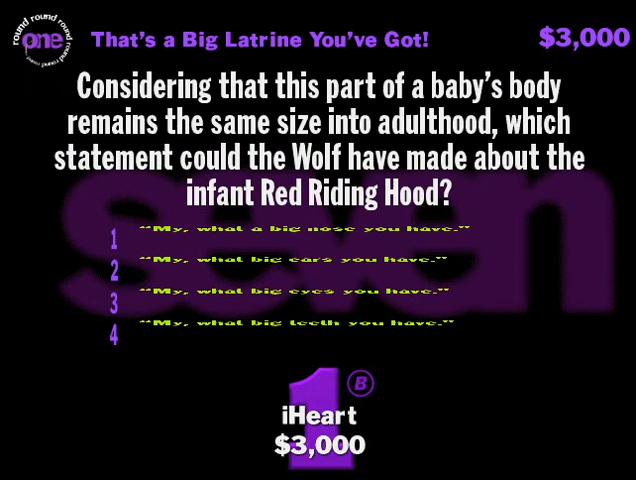 round round round round
one
round round round
That's a Big Latrine You've Got!
$3,000
Considering that this part of a baby's body
remains the same size into adulthood, which
statement could the Wolf have made about the
infant Red Riding Hood?
seven
1 "My, what a big nose you have."
2 "My, what big ears you have."
3 "My, what big eyes you have."
4 "My, what big teeth you have."
1
B
iHeart
$3,000